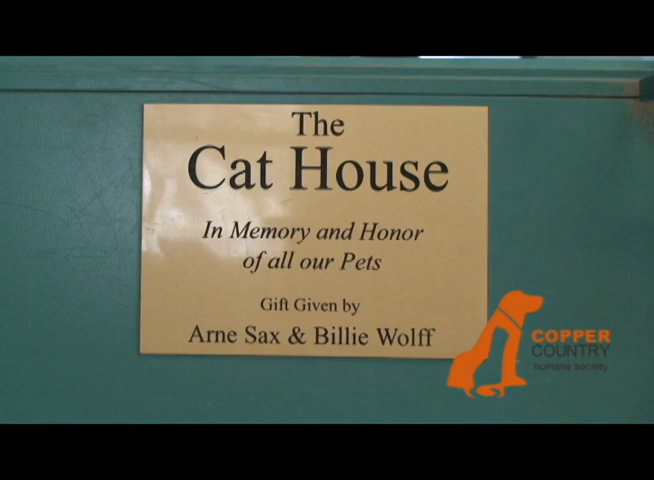 The
Cat House
In Memory and Honor
of all our Pets
Gift Given by
Arne Sax & Billie Wolff
COPPER
COUNTRY
humane society